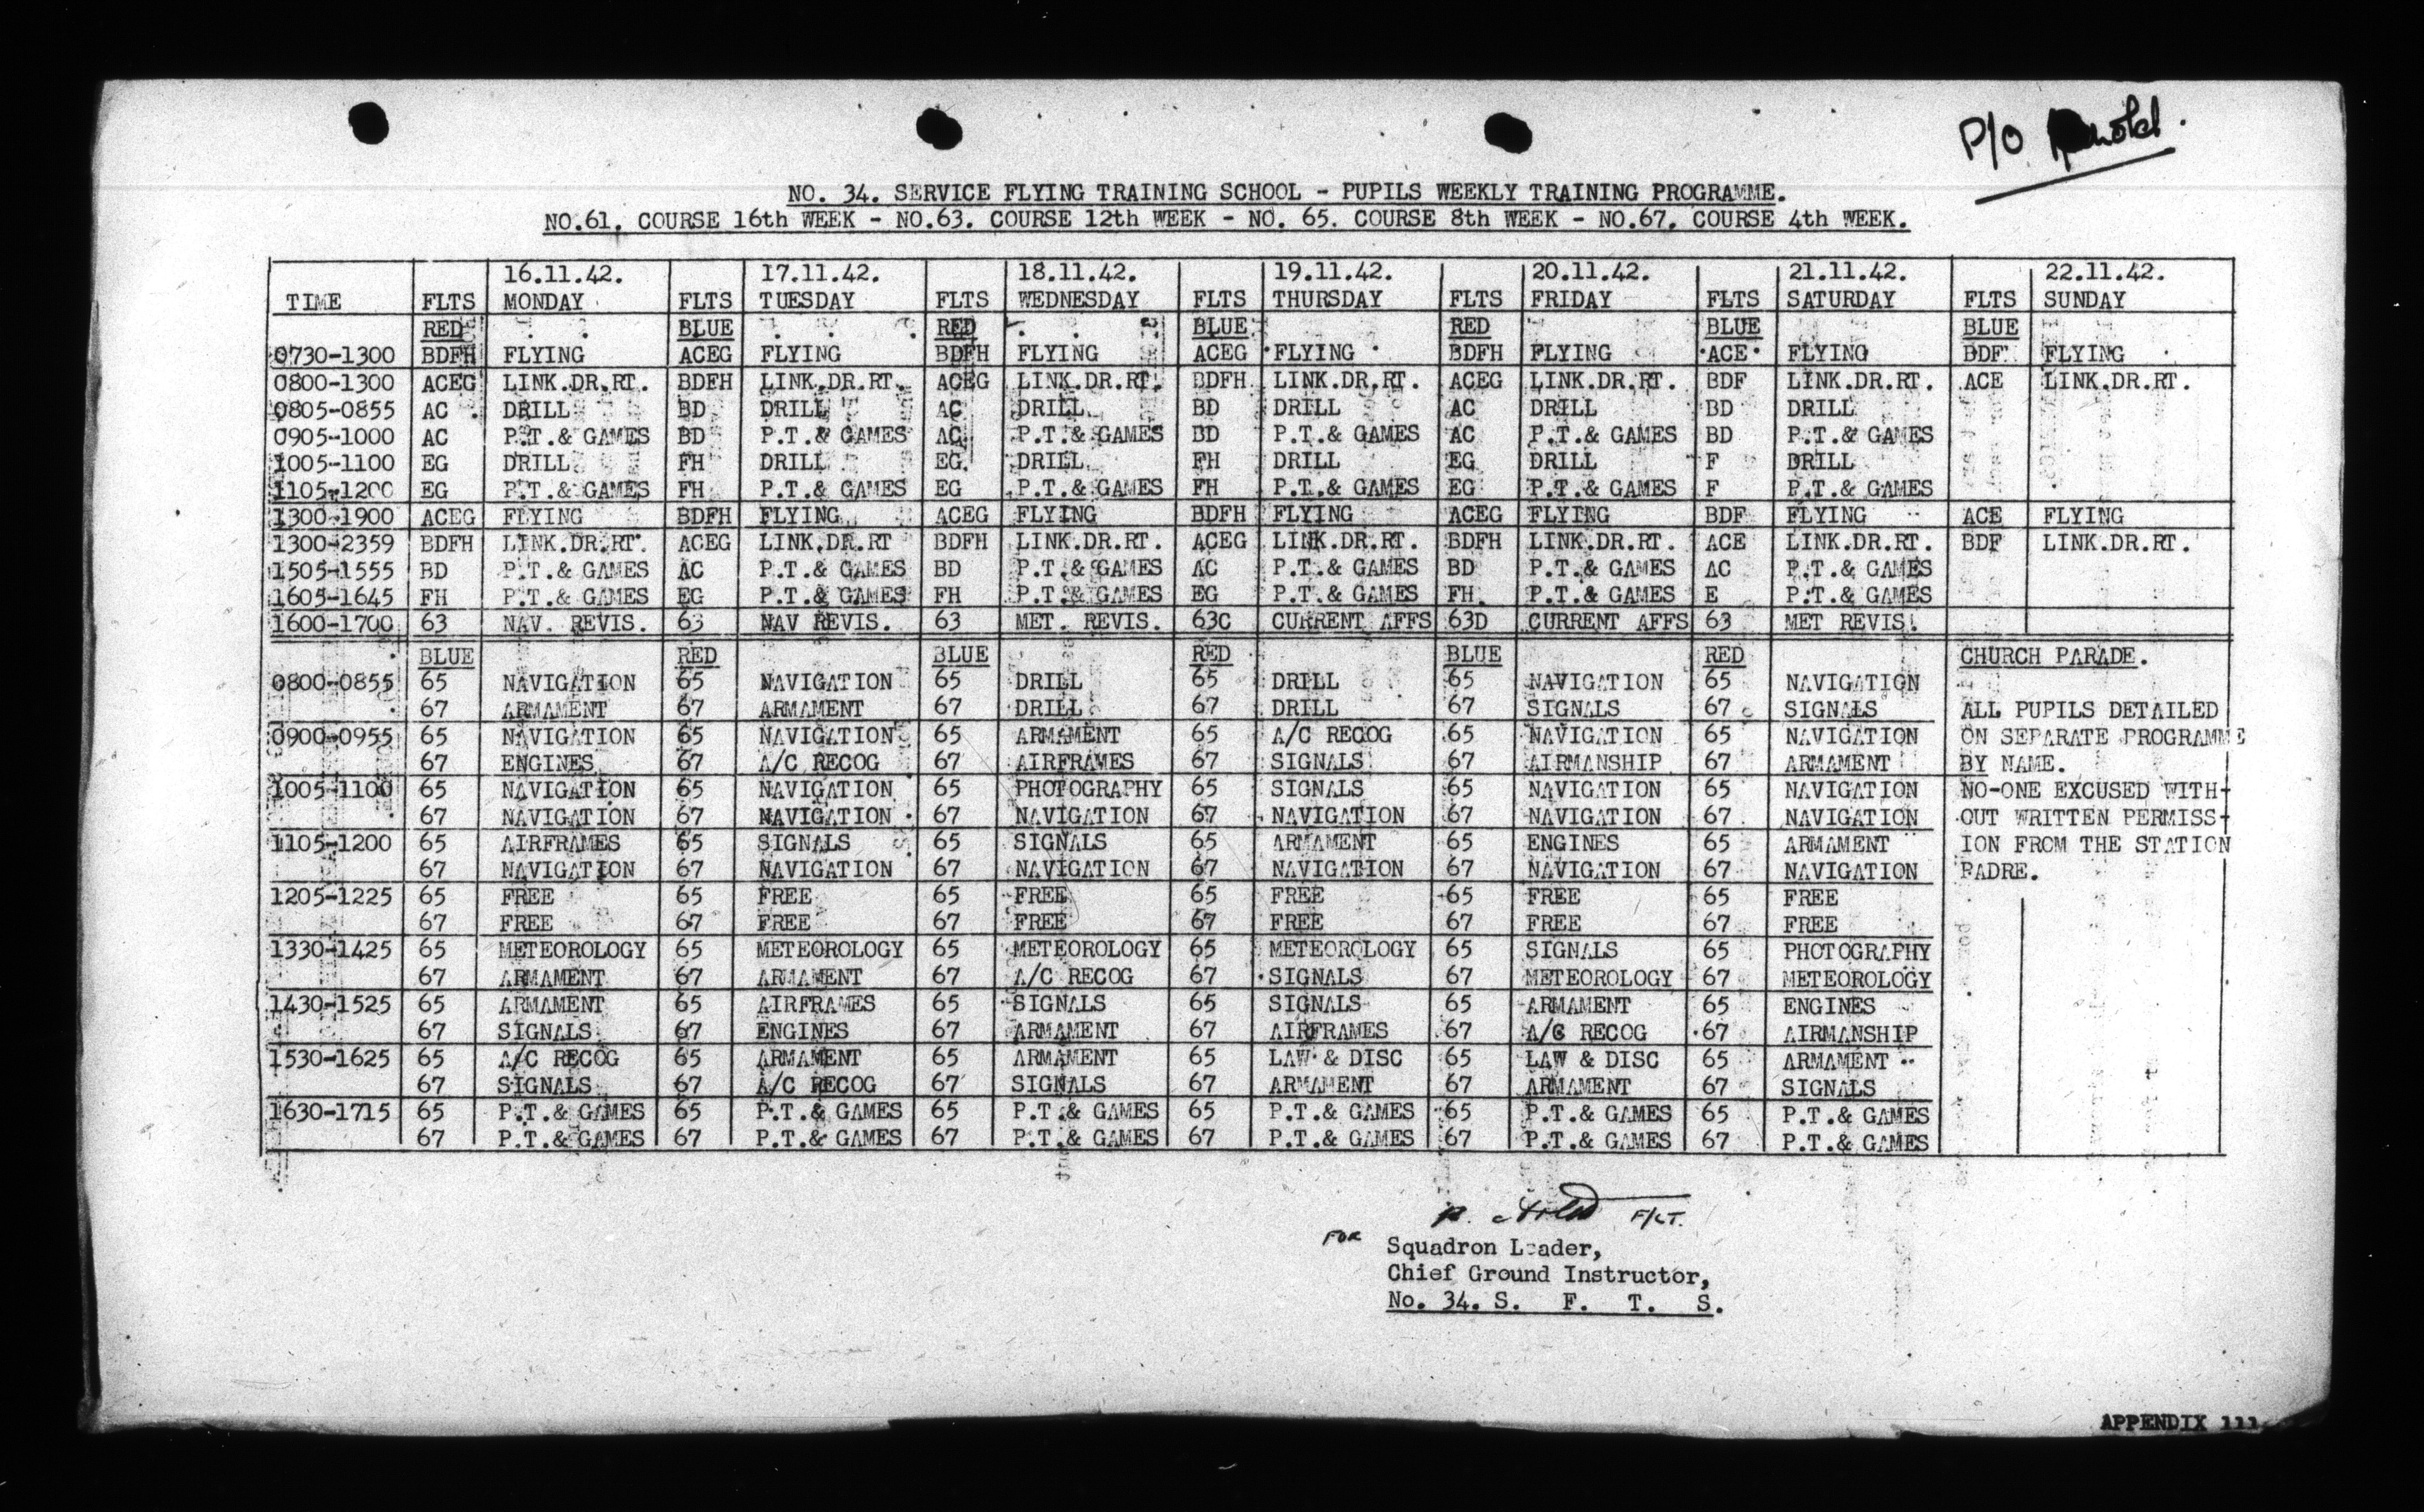 P/O Arnold.
NO. 34. SERVICE FLYING TRAINING SCHOOL - PUPILS WEEKLY TRAINING PROGRAMME.
NO.61. COURSE 16th WEEK - NO.63. COURSE 12th WEEK - NO. 65. COURSE 8th WEEK - NO.67. COURSE 4th WEEK.
16.11.42. 17.11.42. 18.11.42. 19.11.42. 20.11.42. 21.11.42. 22.11.42.
TIME FLTS MONDAY FLTS TUESDAY FLTS WEDNESDAY FLTS THURSDAY FLTS FRIDAY FLTS SATURDAY FLTS SUNDAY
RED BLUE RED BLUE RED BLUE BLUE
0730-1300 BDFH FLYING ACEG FLYING BDFH FLYING ACEG FLYING BDFH FLYING ACE FLYING BDF FLYING
0800-1300 ACEG LINK.DR.RT. BDFH LINK.DR.RT. ACEG LINK.DR.RT. BDFH LINK.DR.RT. ACEG LINK.DR.RT. BDF LINK.DR.RT. ACE LINK.DR.RT.
0805-0855 AC DRILL BD DRILL AC DRILL BD DRILL AC DRILL BD DRILL
0905-1000 AC P.T.& GAMES BD P.T.& GAMES AC P.T.& GAMES BD P.T.& GAMES AC P.T.& GAMES BD P.T.& GAMES
1005-1100 EG DRILL FH DRILL EG DRILL FH DRILL EG DRILL F DRILL
1105-1200 EG P.T.& GAMES FH P.T.& GAMES EG P.T.& GAMES FH P.T.& GAMES EG P.T.& GAMES F P.T.& GAMES
1300-1900 ACEG FLYING BDFH FLYING ACEG FLYING BDFH FLYING ACEG FLYING BDF FLYING ACE FLYING
1300-2359 BDFH LINK.DR.RT. ACEG LINK.DR.RT BDFH LINK.DR.RT. ACEG LINK.DR.RT. BDFH LINK.DR.RT. ACE LINK.DR.RT. BDF LINK.DR.RT.
1505-1555 BD P.T.& GAMES AC P.T.& GAMES BD P.T.& GAMES AC P.T.& GAMES BD P.T.& GAMES AC P.T.& GAMES
1605-1645 FH P.T.& GAMES EG P.T.& GAMES FH P.T.& GAMES EG P.T.& GAMES FH P.T.& GAMES E P.T.& GAMES
1600-1700 63 NAV. REVIS. 63 NAV REVIS. 63 MET. REVIS. 63C CURRENT AFFS 63D CURRENT AFFS 63 MET REVIS.
BLUE RED BLUE RED BLUE RED CHURCH PARADE.
0800-0855 65 NAVIGATION 65 NAVIGATION 65 DRILL 65 DRILL 65 NAVIGATION 65 NAVIGATION
67 ARMAMENT 67 ARMAMENT 67 DRILL 67 DRILL 67 SIGNALS 67 SIGNALS ALL PUPILS DETAILED
0900-0955 65 NAVIGATION 65 NAVIGATION 65 ARMAMENT 65 A/C RECOG 65 NAVIGATION 65 NAVIGATION ON SEPARATE PROGRAMME
67 ENGINES 67 A/C RECOG 67 AIRFRAMES 67 SIGNALS 67 AIRMANSHIP 67 ARMAMENT BY NAME.
1005-1100 65 NAVIGATION 65 NAVIGATION 65 PHOTOGRAPHY 65 SIGNALS 65 NAVIGATION 65 NAVIGATION NO-ONE EXCUSED WITH-
67 NAVIGATION 67 NAVIGATION 67 NAVIGATION 67 NAVIGATION 67 NAVIGATION 67 NAVIGATION OUT WRITTEN PERMISS-
1105-1200 65 AIRFRAMES 65 SIGNALS 65 SIGNALS 65 ARMAMENT 65 ENGINES 65 ARMAMENT ION FROM THE STATION
67 NAVIGATION 67 NAVIGATION 67 NAVIGATION 67 NAVIGATION 67 NAVIGATION 67 NAVIGATION PADRE.
1205-1225 65 FREE 65 FREE 65 FREE 65 FREE 65 FREE 65 FREE
67 FREE 67 FREE 67 FREE 67 FREE 67 FREE 67 FREE
1330-1425 65 METEOROLOGY 65 METEOROLOGY 65 METEOROLOGY 65 METEOROLOGY 65 SIGNALS 65 PHOTOGRAPHY
67 ARMAMENT 67 ARMAMENT 67 A/C RECOG 67 SIGNALS 67 METEOROLOGY 67 METEOROLOGY
1430-1525 65 ARMAMENT 65 AIRFRAMES 65 SIGNALS 65 SIGNALS 65 ARMAMENT 65 ENGINES
67 SIGNALS 67 ENGINES 67 ARMAMENT 67 AIRFRAMES 67 A/C RECOG 67 AIRMANSHIP
1530-1625 65 A/C RECOG 65 ARMAMENT 65 ARMAMENT 65 LAW & DISC 65 LAW & DISC 65 ARMAMENT
67 SIGNALS 67 A/C RECOG 67 SIGNALS 67 ARMAMENT 67 ARMAMENT 67 SIGNALS
1630-1715 65 P.T.& GAMES 65 P.T.& GAMES 65 P.T.& GAMES 65 P.T.& GAMES 65 P.T.& GAMES 65 P.T.& GAMES
67 P.T.& GAMES 67 P.T.& GAMES 67 P.T.& GAMES 67 P.T.& GAMES 67 P.T.& GAMES 67 P.T.& GAMES
F/LT.
FOR Squadron Leader,
Chief Ground Instructor,
No. 34. S. F. T. S.
APPENDIX 111